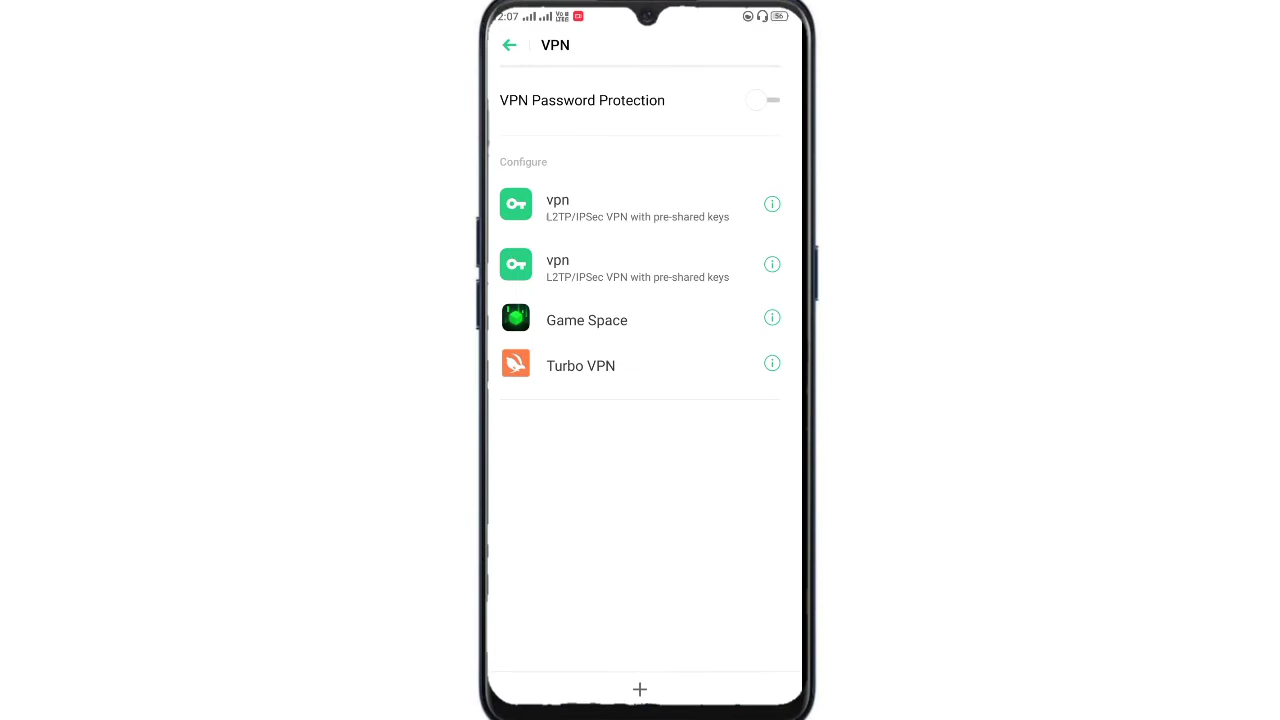 2:07 56
VPN
VPN Password Protection
Configure
vpn
L2TP/IPSec VPN with pre-shared keys
vpn
L2TP/IPSec VPN with pre-shared keys
Game Space
Turbo VPN